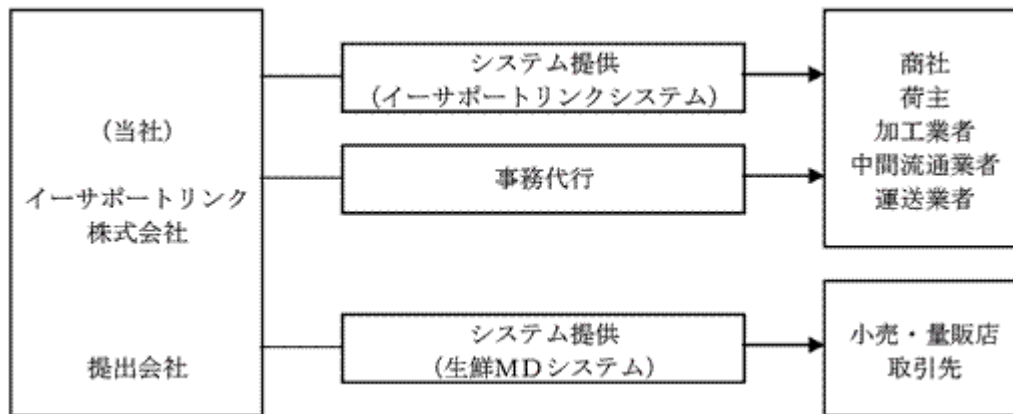 (当社)
イーサポートリンク
株式会社
提出会社
システム提供
(イーサポートリンクシステム)
事務代行
システム提供
(生鮮MDシステム)
商社
荷主
加工業者
中間流通業者
運送業者
小売・量販店
取引先